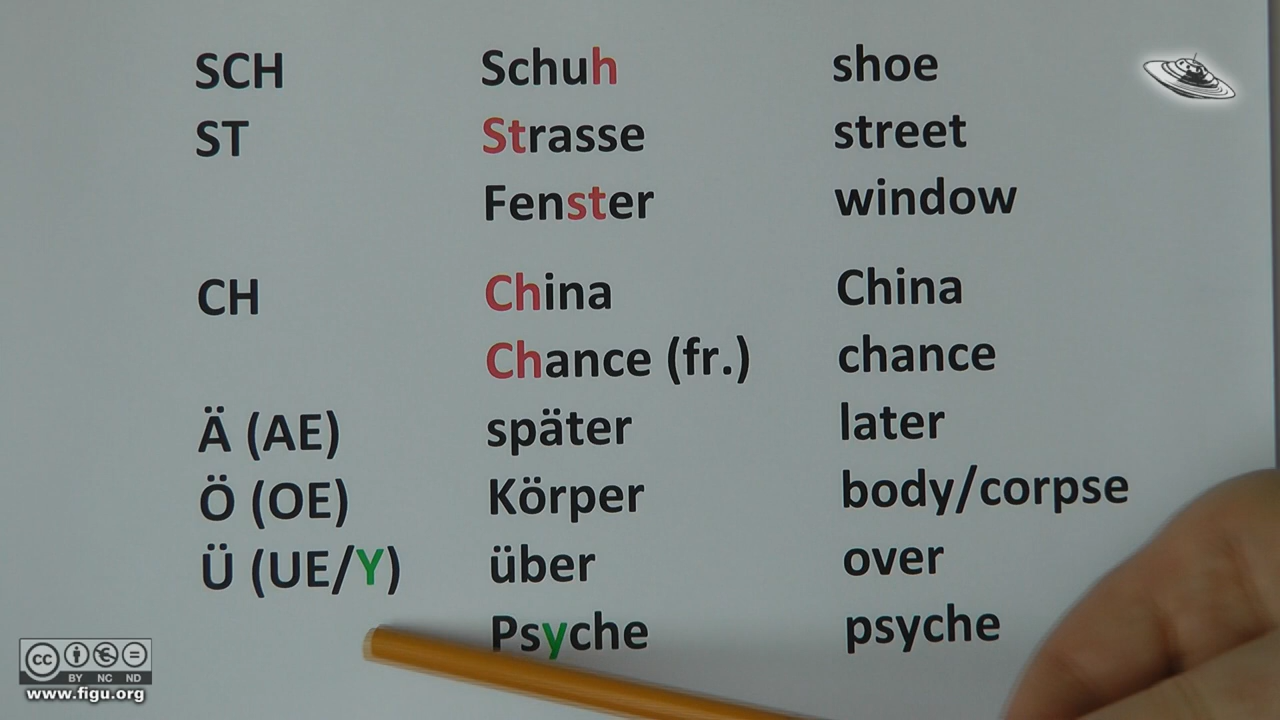 SCH Schuh shoe
ST Strasse street
Fenster window
CH China China
Chance (fr.) chance
Ä (AE) später later
Ö (OE) Körper body/corpse
Ü (UE/Y) über over
Psyche psyche
cc BY NC ND
www.figu.org